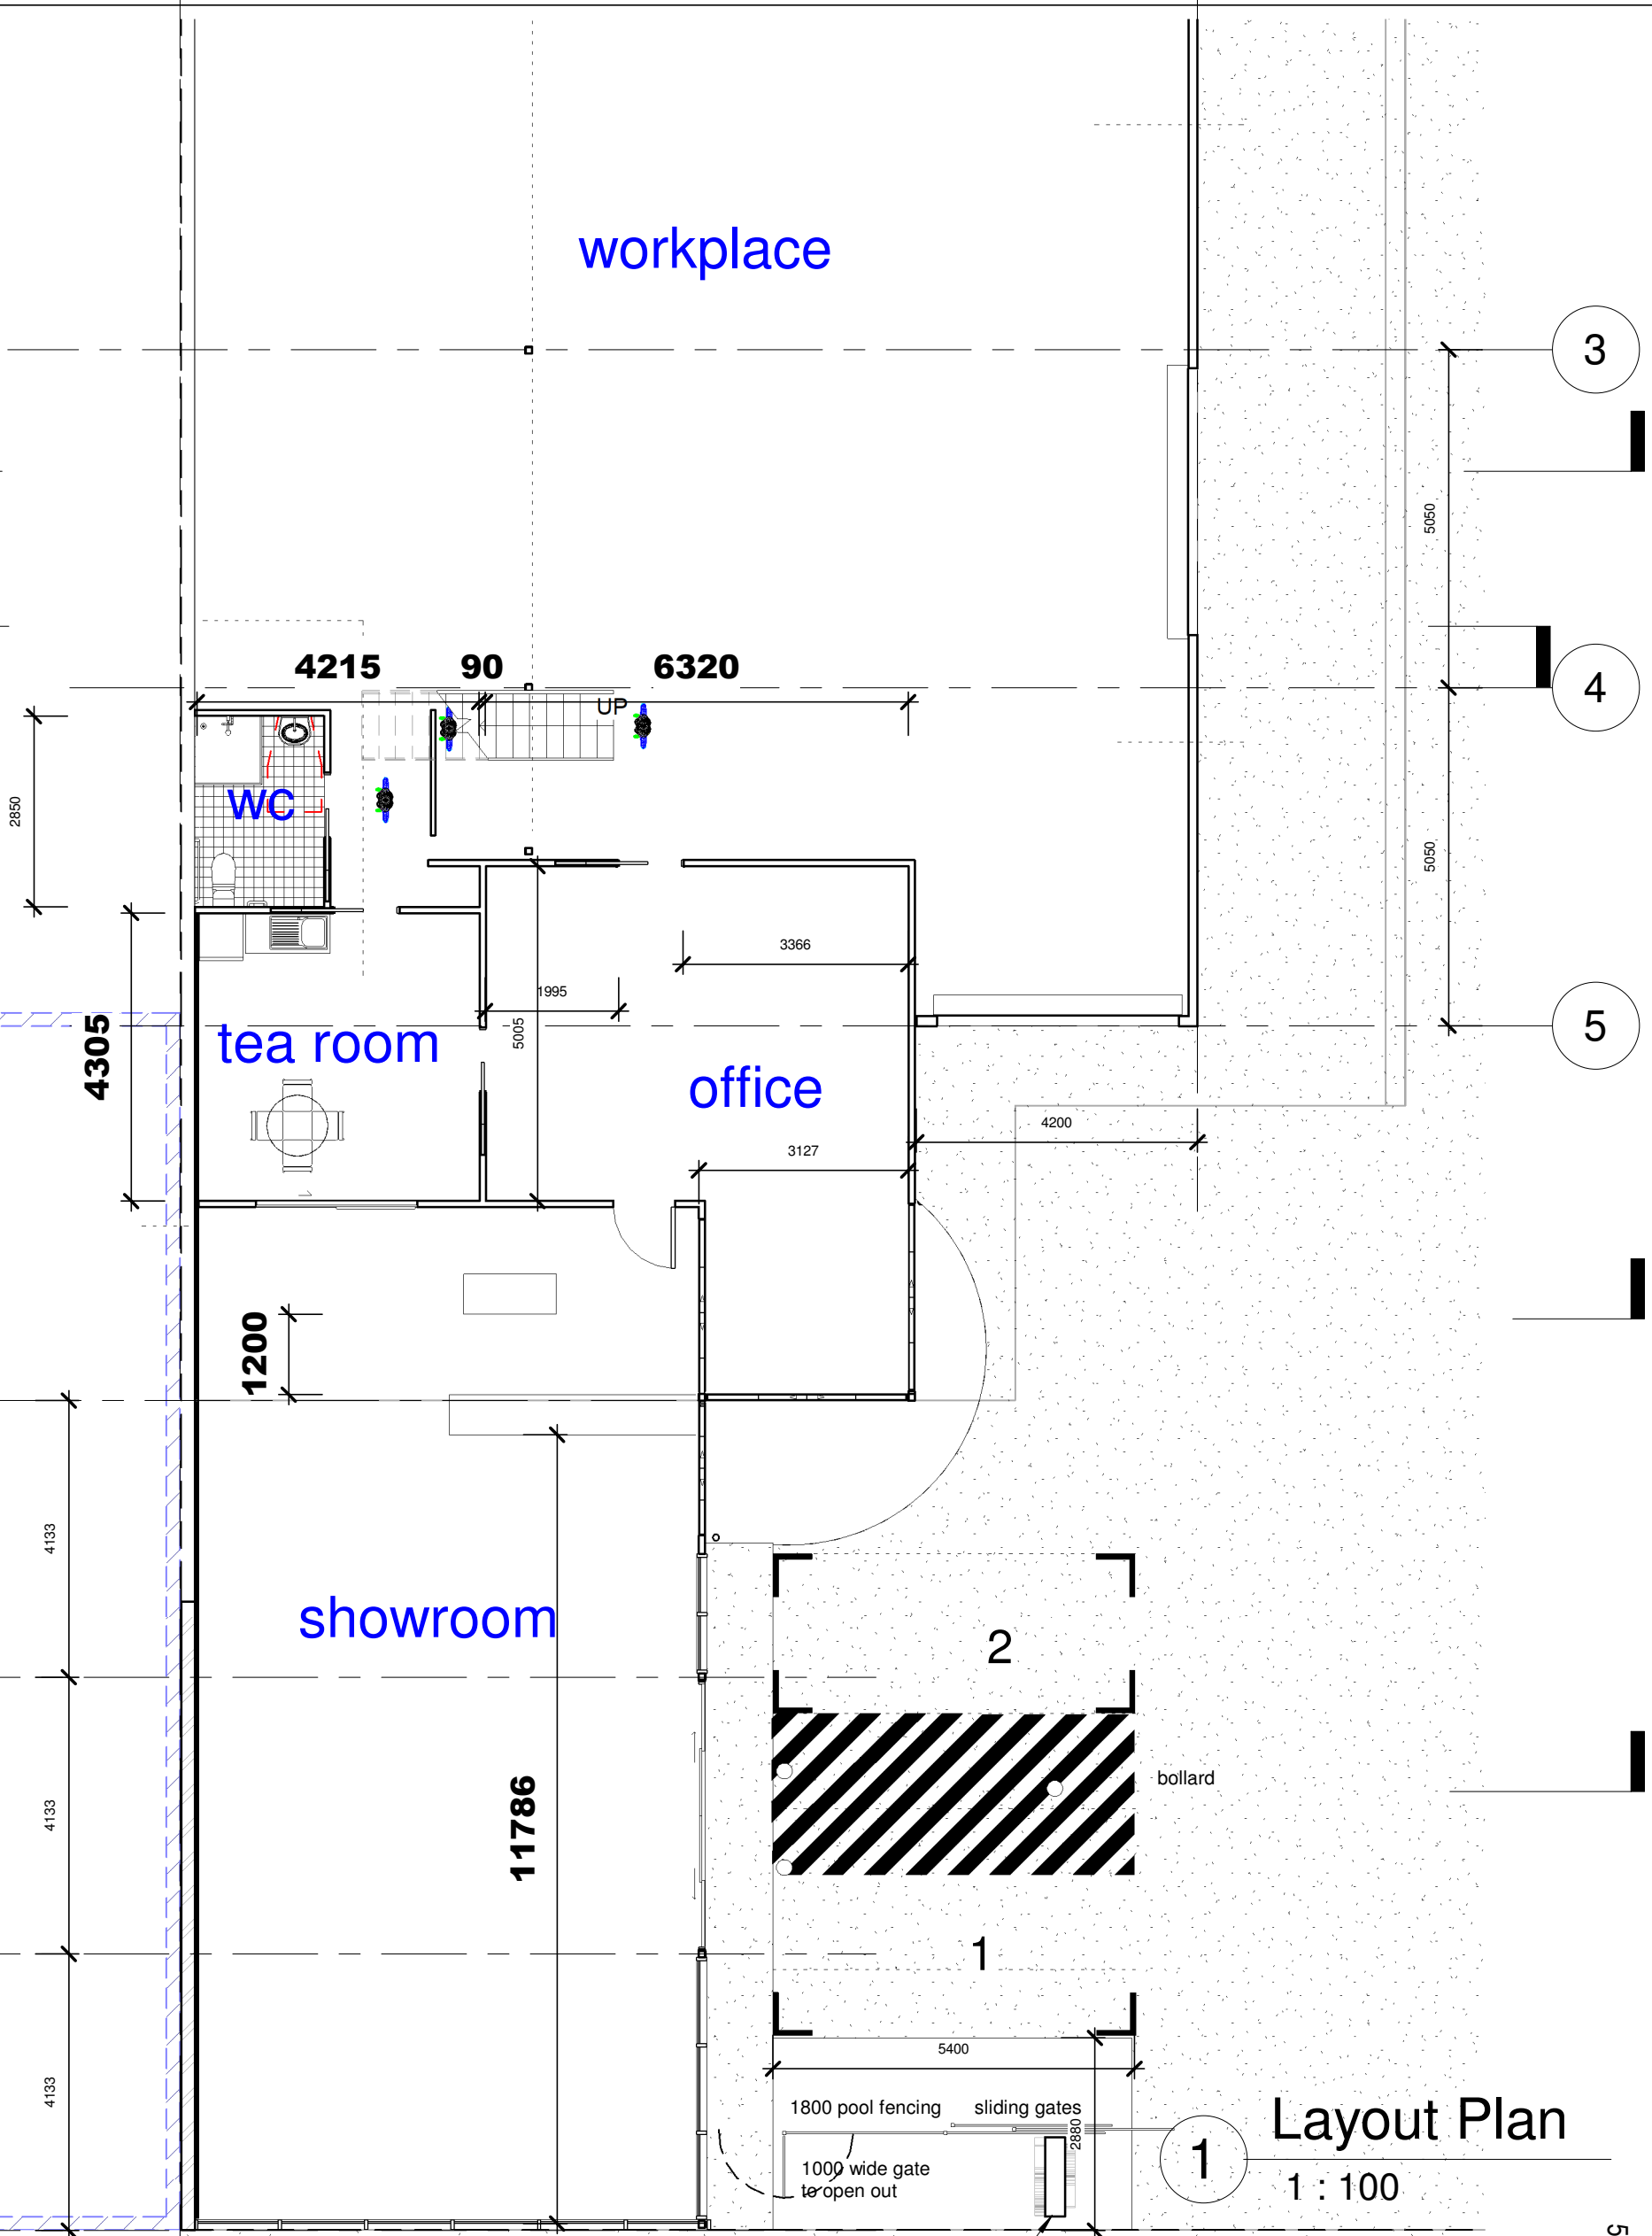 workplace
3
5050
4215 90 6320
4
UP
2850
wc
5050
3366
1995
5005
4305
tea room
5
office
4200
3127
1200
4133
showroom
2
bollard
4133
11786
1
5400
4133
1800 pool fencing
sliding gates
2880
1000 wide gate
to open out
1
Layout Plan
1 : 100
5